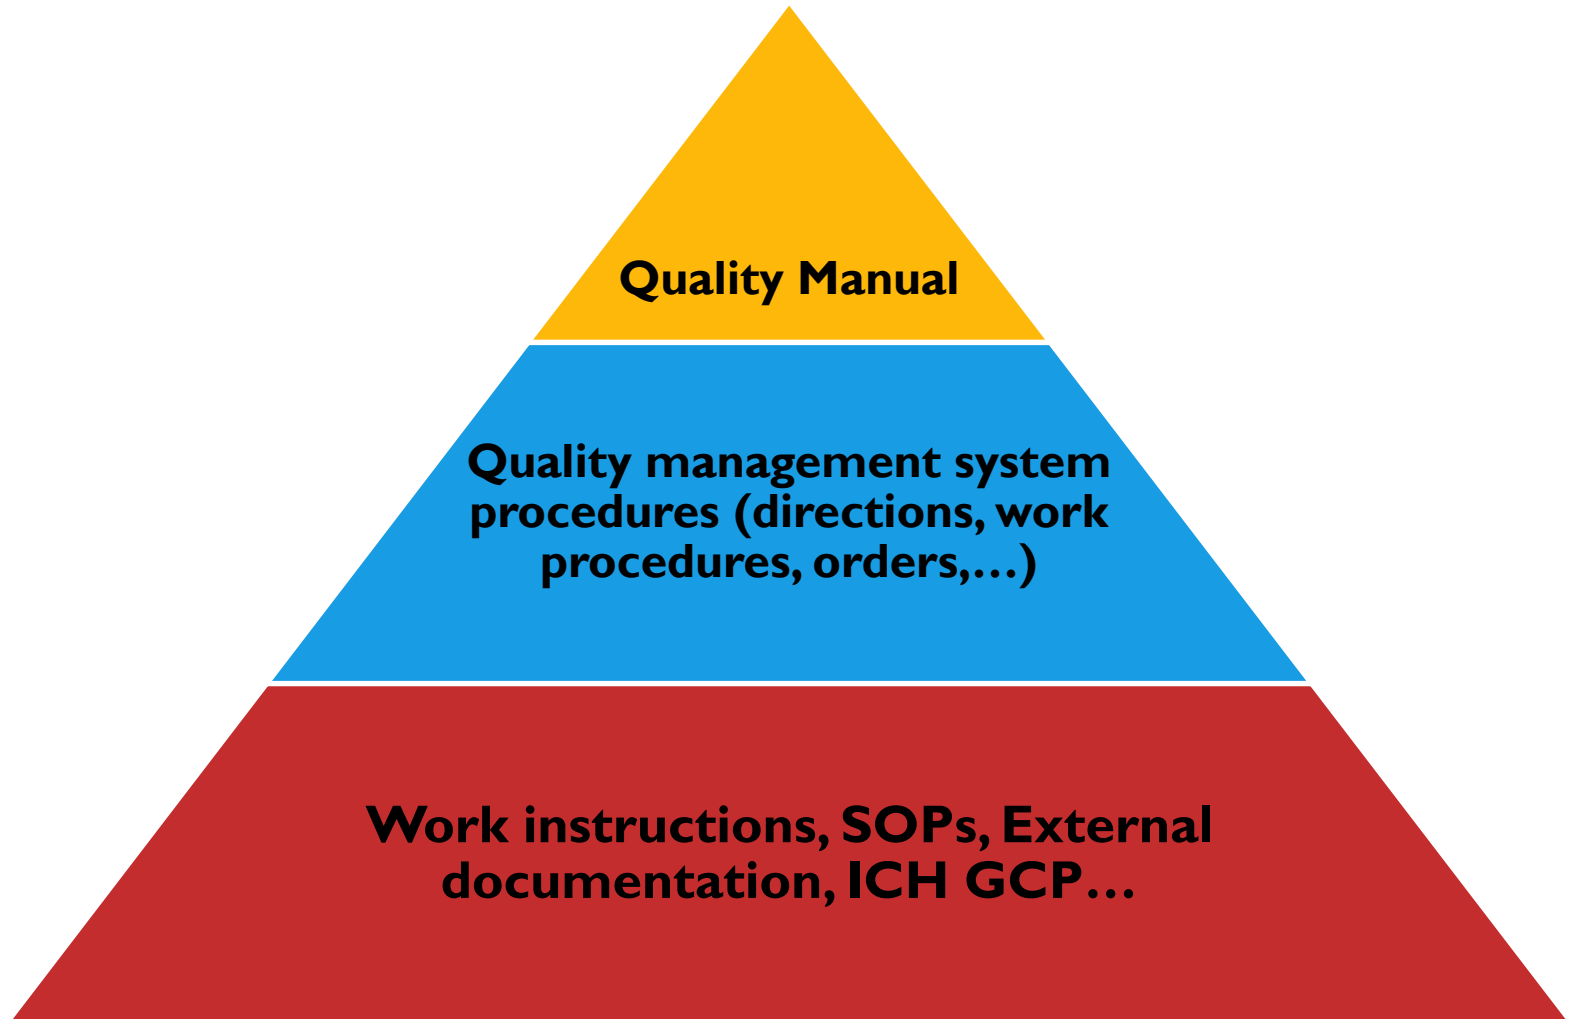 Quality Manual
Quality management system
procedures (directions, work
procedures, orders,…)
Work instructions, SOPs, External
documentation, ICH GCP…